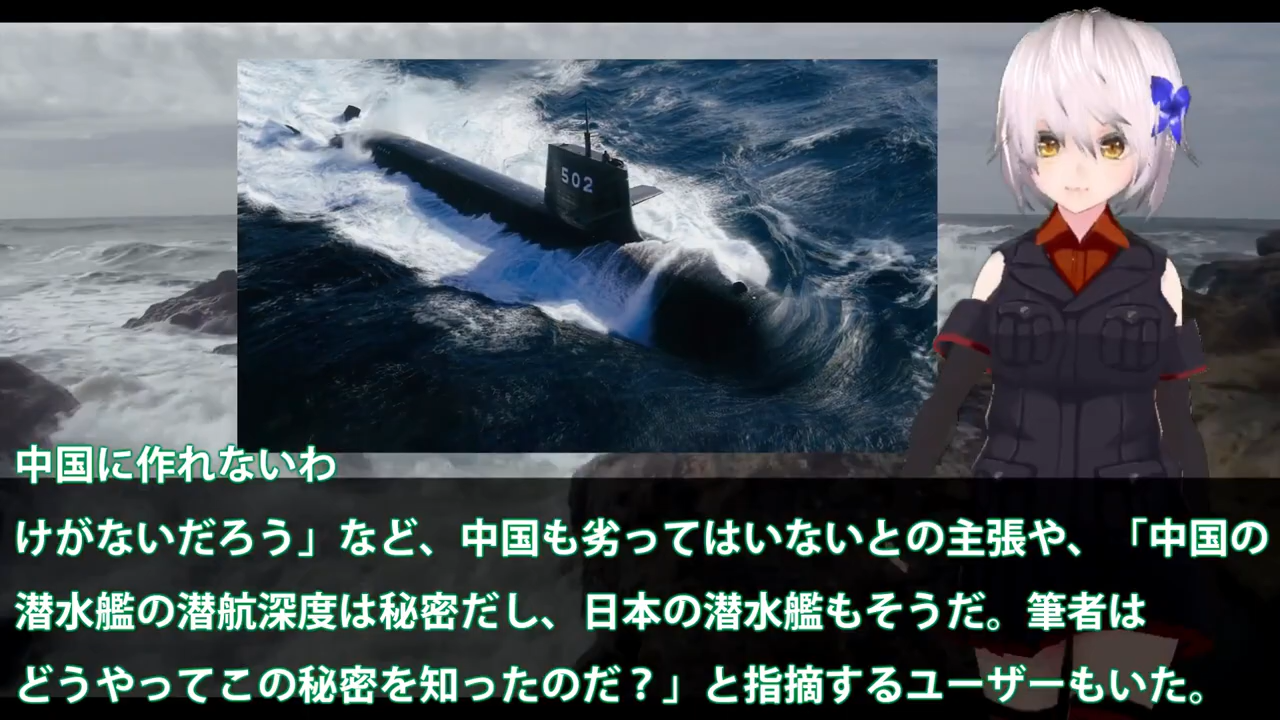 502
中国に作れないわ
けがないだろう」など、中国も劣ってはいないとの主張や、「中国の
潜水艦の潜航深度は秘密だし、日本の潜水艦もそうだ。筆者は
どうやってこの秘密を知ったのだ？」と指摘するユーザーもいた。